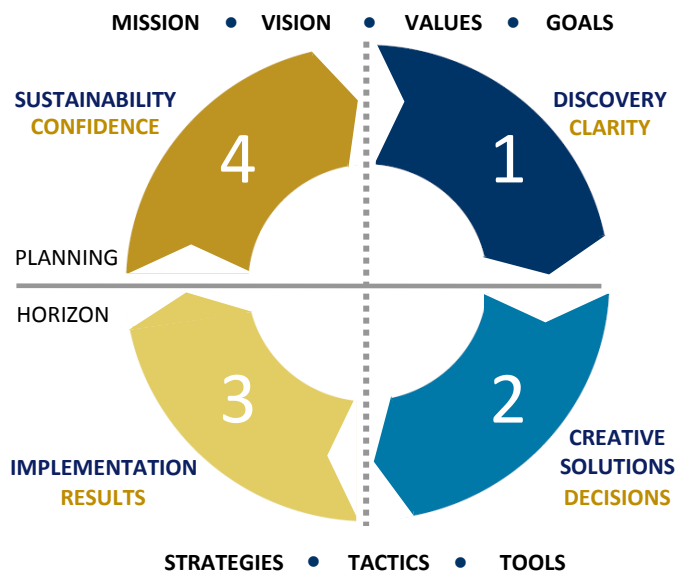 MISSION • VISION • VALUES • GOALS
SUSTAINABILITY
CONFIDENCE
4
1
DISCOVERY
CLARITY
PLANNING
HORIZON
3
2
IMPLEMENTATION
RESULTS
CREATIVE
SOLUTIONS
DECISIONS
STRATEGIES • TACTICS • TOOLS